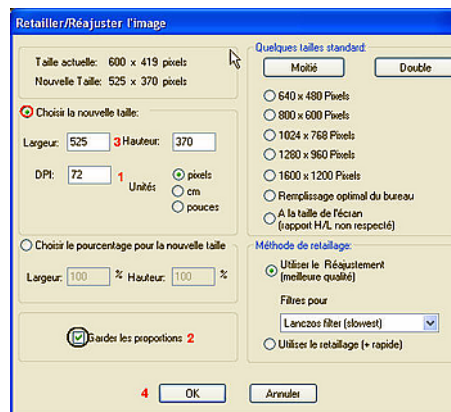 Retailler/Réajuster l'image
Taille actuelle: 600 x 419 pixels
Nouvelle Taille: 525 x 370 pixels
Choisir la nouvelle taille:
Largeur: 525 3 Hauteur: 370
DPI: 72 1 Unités
pixels
cm
pouces
Choisir le pourcentage pour la nouvelle taille
Largeur: 100 % Hauteur: 100 %
Garder les proportions 2
Quelques tailles standard:
Moitié Double
640 x 480 Pixels
800 x 600 Pixels
1024 x 768 Pixels
1280 x 960 Pixels
1600 x 1200 Pixels
Remplissage optimal du bureau
A la taille de l'écran
(rapport H/L non respecté)
Méthode de retaillage:
Utiliser le Réajustement
(meilleure qualité)
Filtres pour
Lanczos filter (slowest)
Utiliser le retaillage (+ rapide)
4 OK Annuler